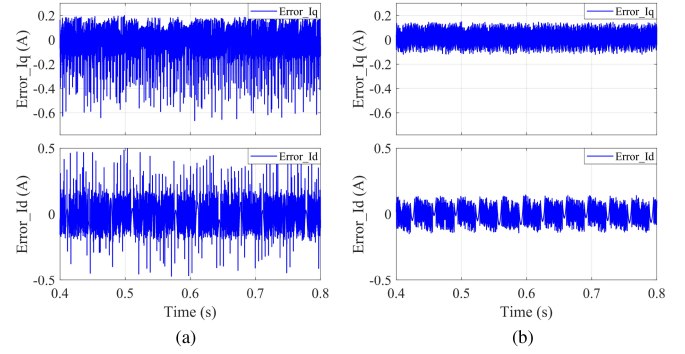 0.2
0
-0.2
-0.4
-0.6
Error_Iq (A)
Error_Iq
0.5
0
-0.5
Error_Id (A)
Error_Id
0.4 0.5 0.6 0.7 0.8
Time (s)
(a)
0.2
0
-0.2
-0.4
-0.6
Error_Iq (A)
Error_Iq
0.5
0
-0.5
Error_Id (A)
Error_Id
0.4 0.5 0.6 0.7 0.8
Time (s)
(b)